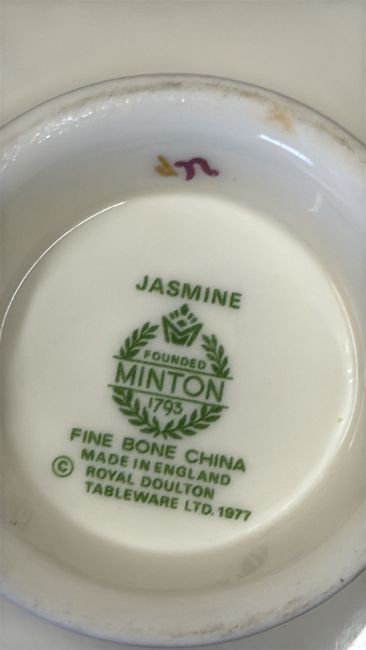 JASMINE
FOUNDED
MINTON
1793
FINE BONE CHINA
MADE IN ENGLAND
© ROYAL DOULTON
TABLEWARE LTD. 1977